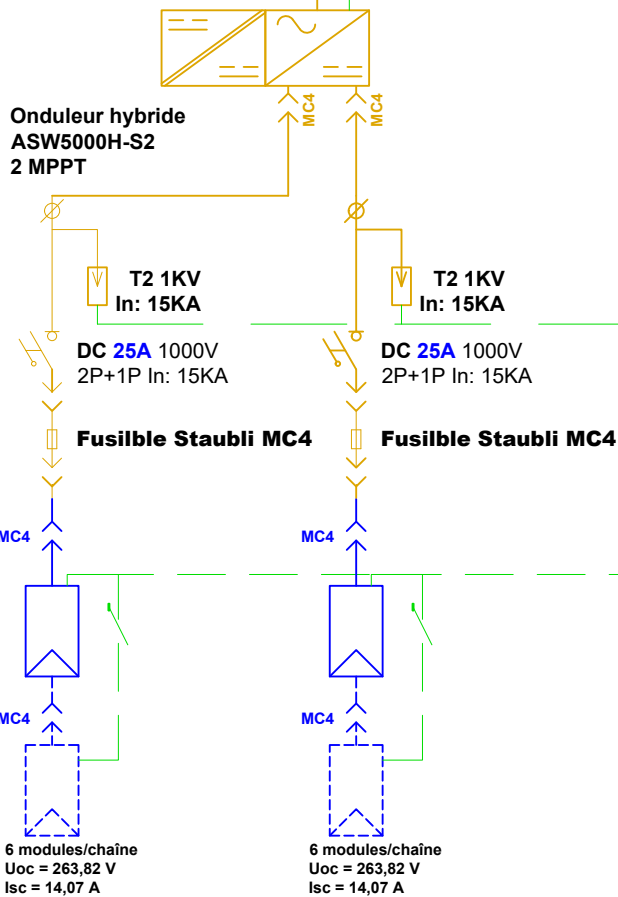 MC4
MC4
Onduleur hybride
ASW5000H-S2
2 MPPT
T2 1KV
In: 15KA
T2 1KV
In: 15KA
DC 25A 1000V
2P+1P In: 15KA
DC 25A 1000V
2P+1P In: 15KA
Fusilble Staubli MC4
Fusilble Staubli MC4
MC4
MC4
MC4
MC4
6 modules/chaîne
Uoc = 263,82 V
Isc = 14,07 A
6 modules/chaîne
Uoc = 263,82 V
Isc = 14,07 A